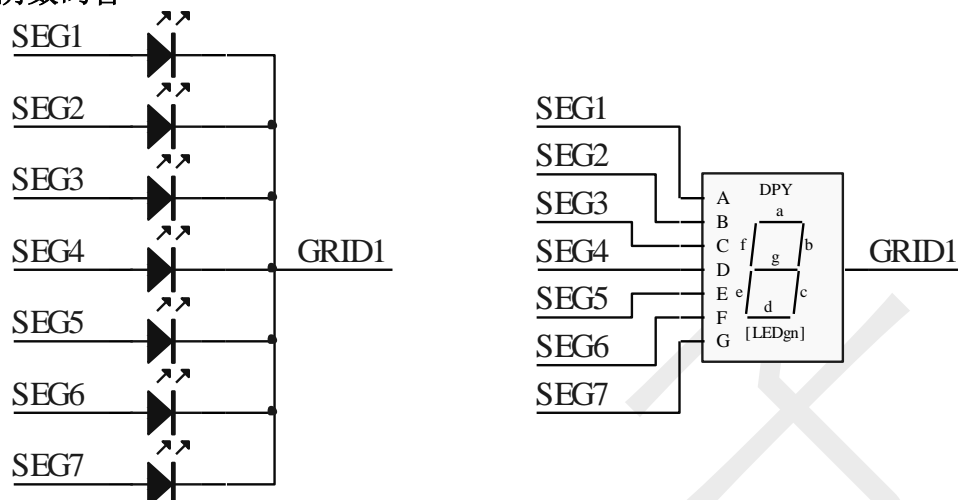 SEG1
SEG2
SEG3
SEG4
SEG5
SEG6
SEG7
GRID1
SEG1
SEG2
SEG3
SEG4
SEG5
SEG6
SEG7
DPY
A
B
C
D
E
F
G
a
f
b
g
e
c
d
[LEDgn]
GRID1